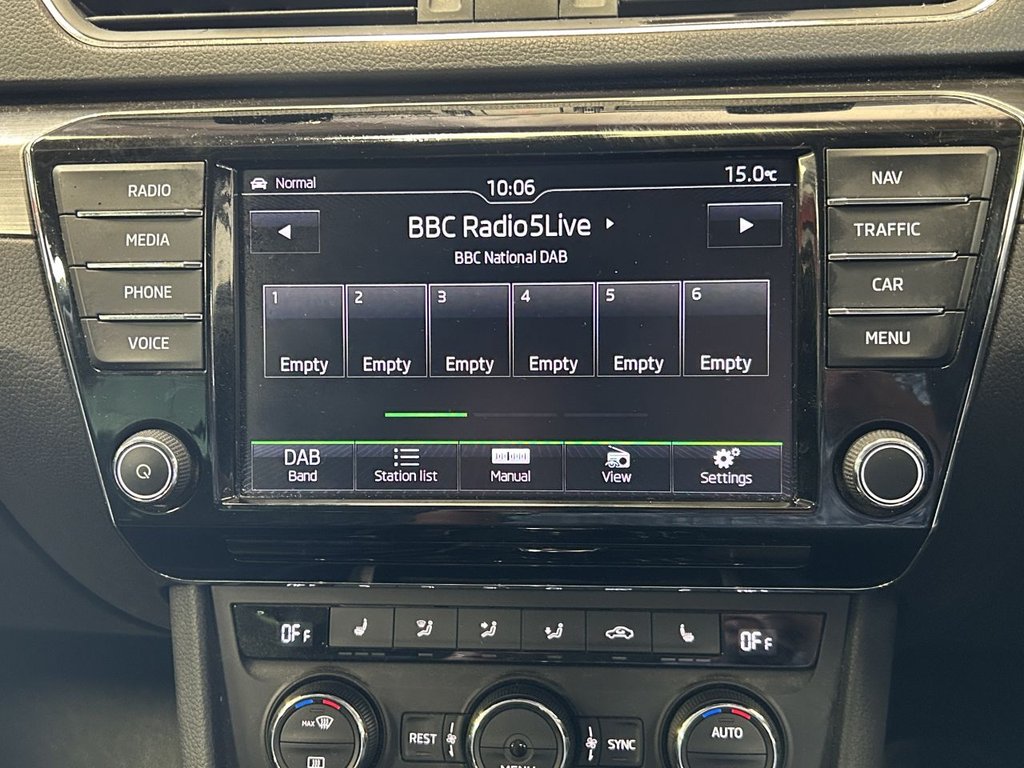 RADIO
MEDIA
PHONE
VOICE
Normal
10:06
15.0°C
BBC Radio5Live
BBC National DAB
1 2 3 4 5 6
Empty Empty Empty Empty Empty Empty
DAB
Band Station list Manual View Settings
NAV
TRAFFIC
CAR
MENU
OFF OFF
MAX REST SYNC AUTO
MENU